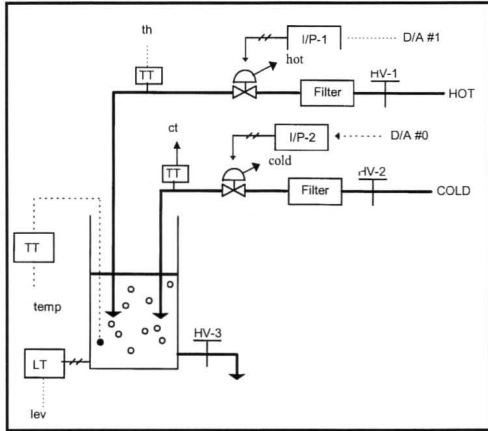 th
I/P-1
D/A #1
hot
TT
Filter
HV-1
HOT
ct
I/P-2
D/A #0
cold
TT
Filter
HV-2
COLD
TT
temp
HV-3
LT
lev